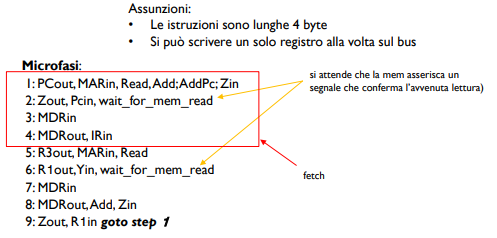 Assunzioni:
• Le istruzioni sono lunghe 4 byte
• Si può scrivere un solo registro alla volta sul bus
Microfasi:
1: PCout, MARin, Read, Add;AddPc; Zin
2: Zout, Pcin, wait_for_mem_read
3: MDRin
4: MDRout, IRin
5: R3out, MARin, Read
6: R1out,Yin, wait_for_mem_read
7: MDRin
8: MDRout, Add, Zin
9: Zout, R1in goto step 1
si attende che la mem asserisca un
segnale che conferma l'avvenuta lettura)
fetch